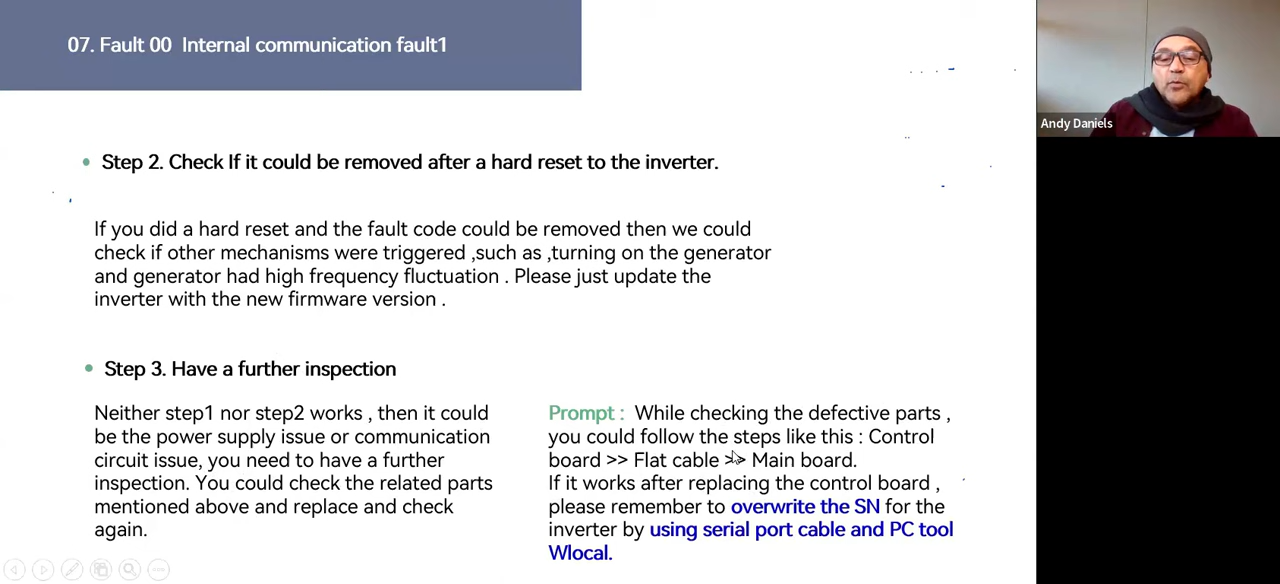 07. Fault 00 Internal communication fault1
Andy Daniels
Step 2. Check If it could be removed after a hard reset to the inverter.
If you did a hard reset and the fault code could be removed then we could
check if other mechanisms were triggered ,such as ,turning on the generator
and generator had high frequency fluctuation . Please just update the
inverter with the new firmware version .
Step 3. Have a further inspection
Neither step1 nor step2 works , then it could
be the power supply issue or communication
circuit issue, you need to have a further
inspection. You could check the related parts
mentioned above and replace and check
again.
Prompt : While checking the defective parts ,
you could follow the steps like this : Control
board >> Flat cable >> Main board.
If it works after replacing the control board ,
please remember to overwrite the SN for the
inverter by using serial port cable and PC tool
Wlocal.